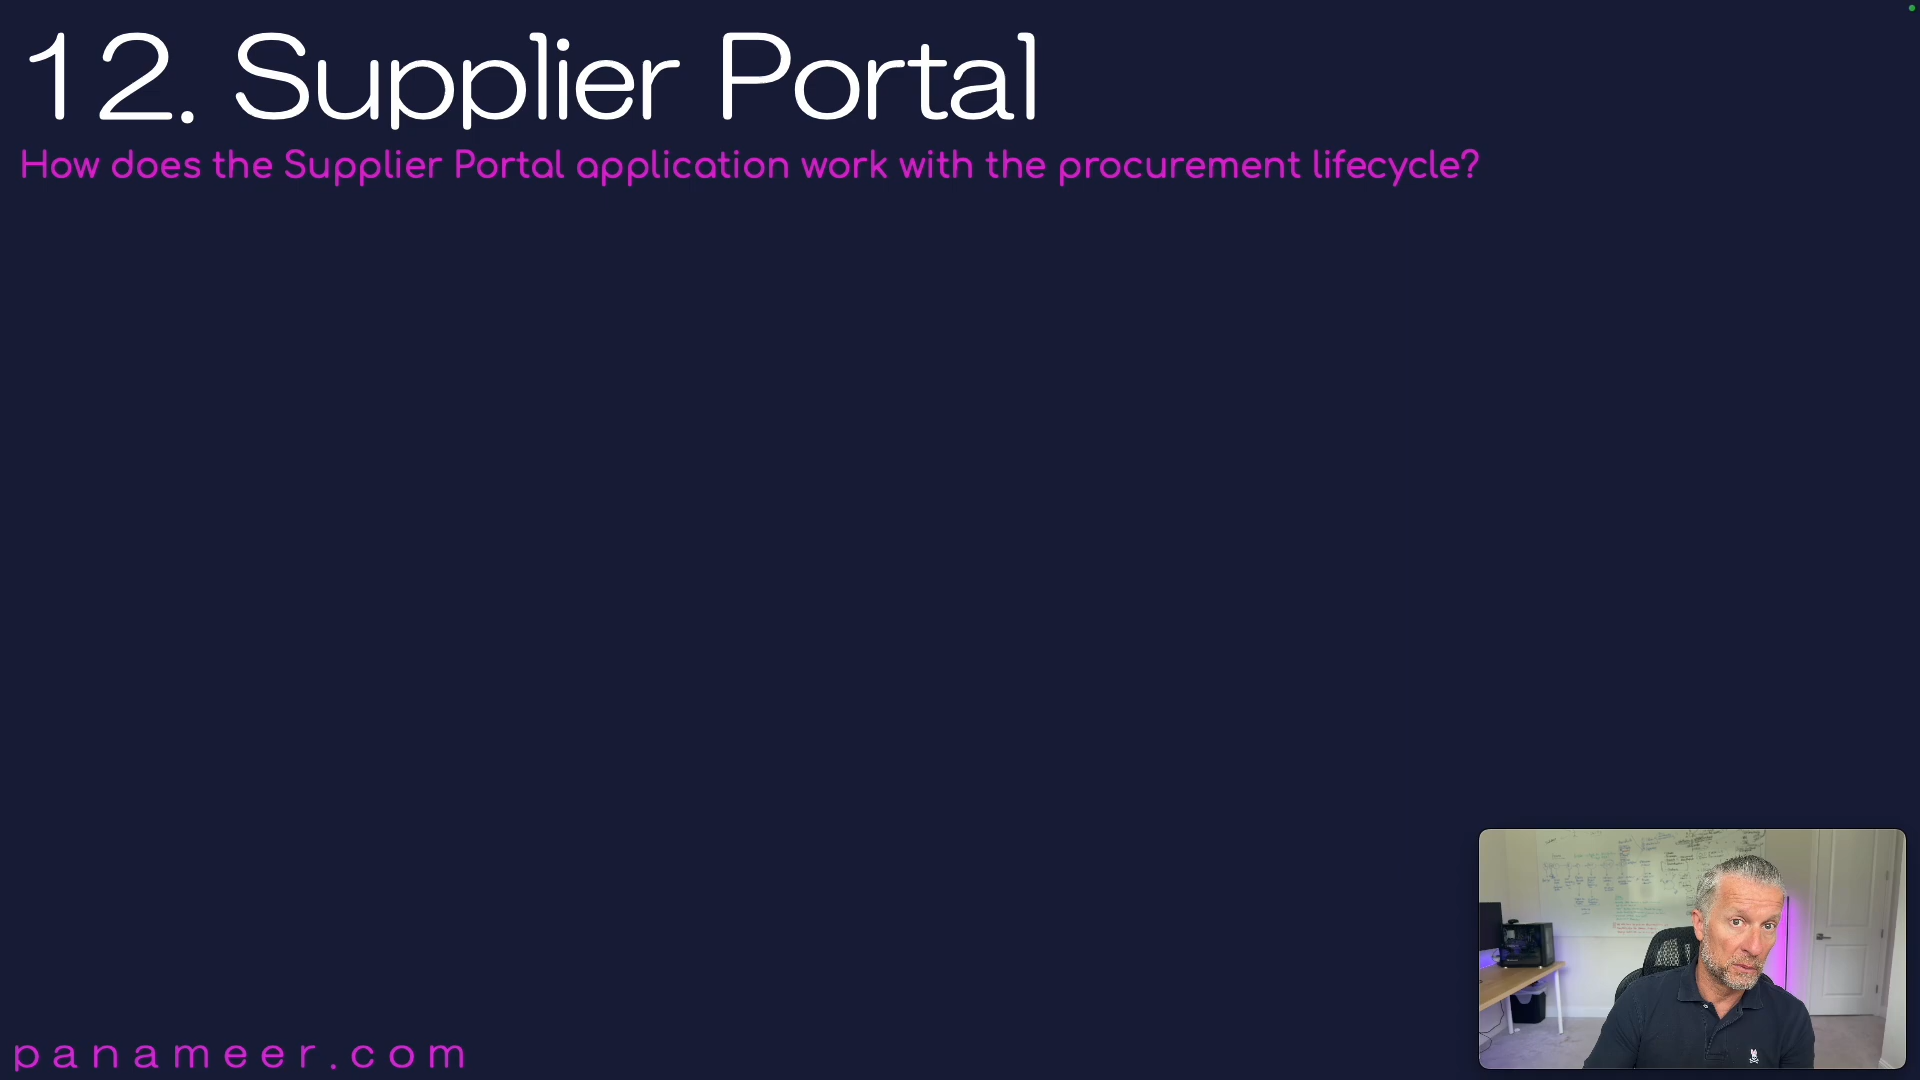 12. Supplier Portal
How does the Supplier Portal application work with the procurement lifecycle?
panameer.com